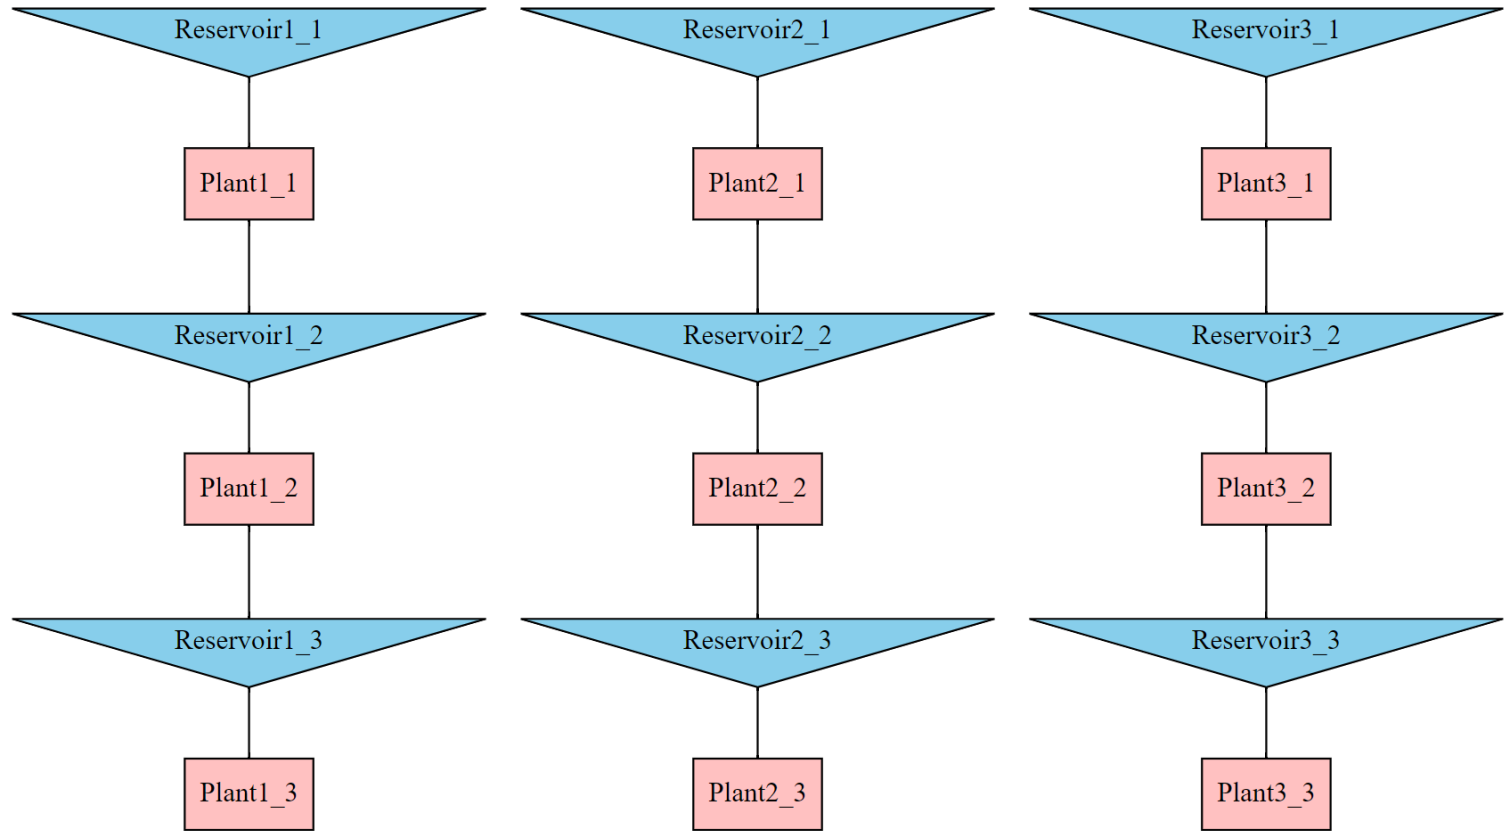 Reservoir1_1
Reservoir2_1
Reservoir3_1
Plant1_1
Plant2_1
Plant3_1
Reservoir1_2
Reservoir2_2
Reservoir3_2
Plant1_2
Plant2_2
Plant3_2
Reservoir1_3
Reservoir2_3
Reservoir3_3
Plant1_3
Plant2_3
Plant3_3